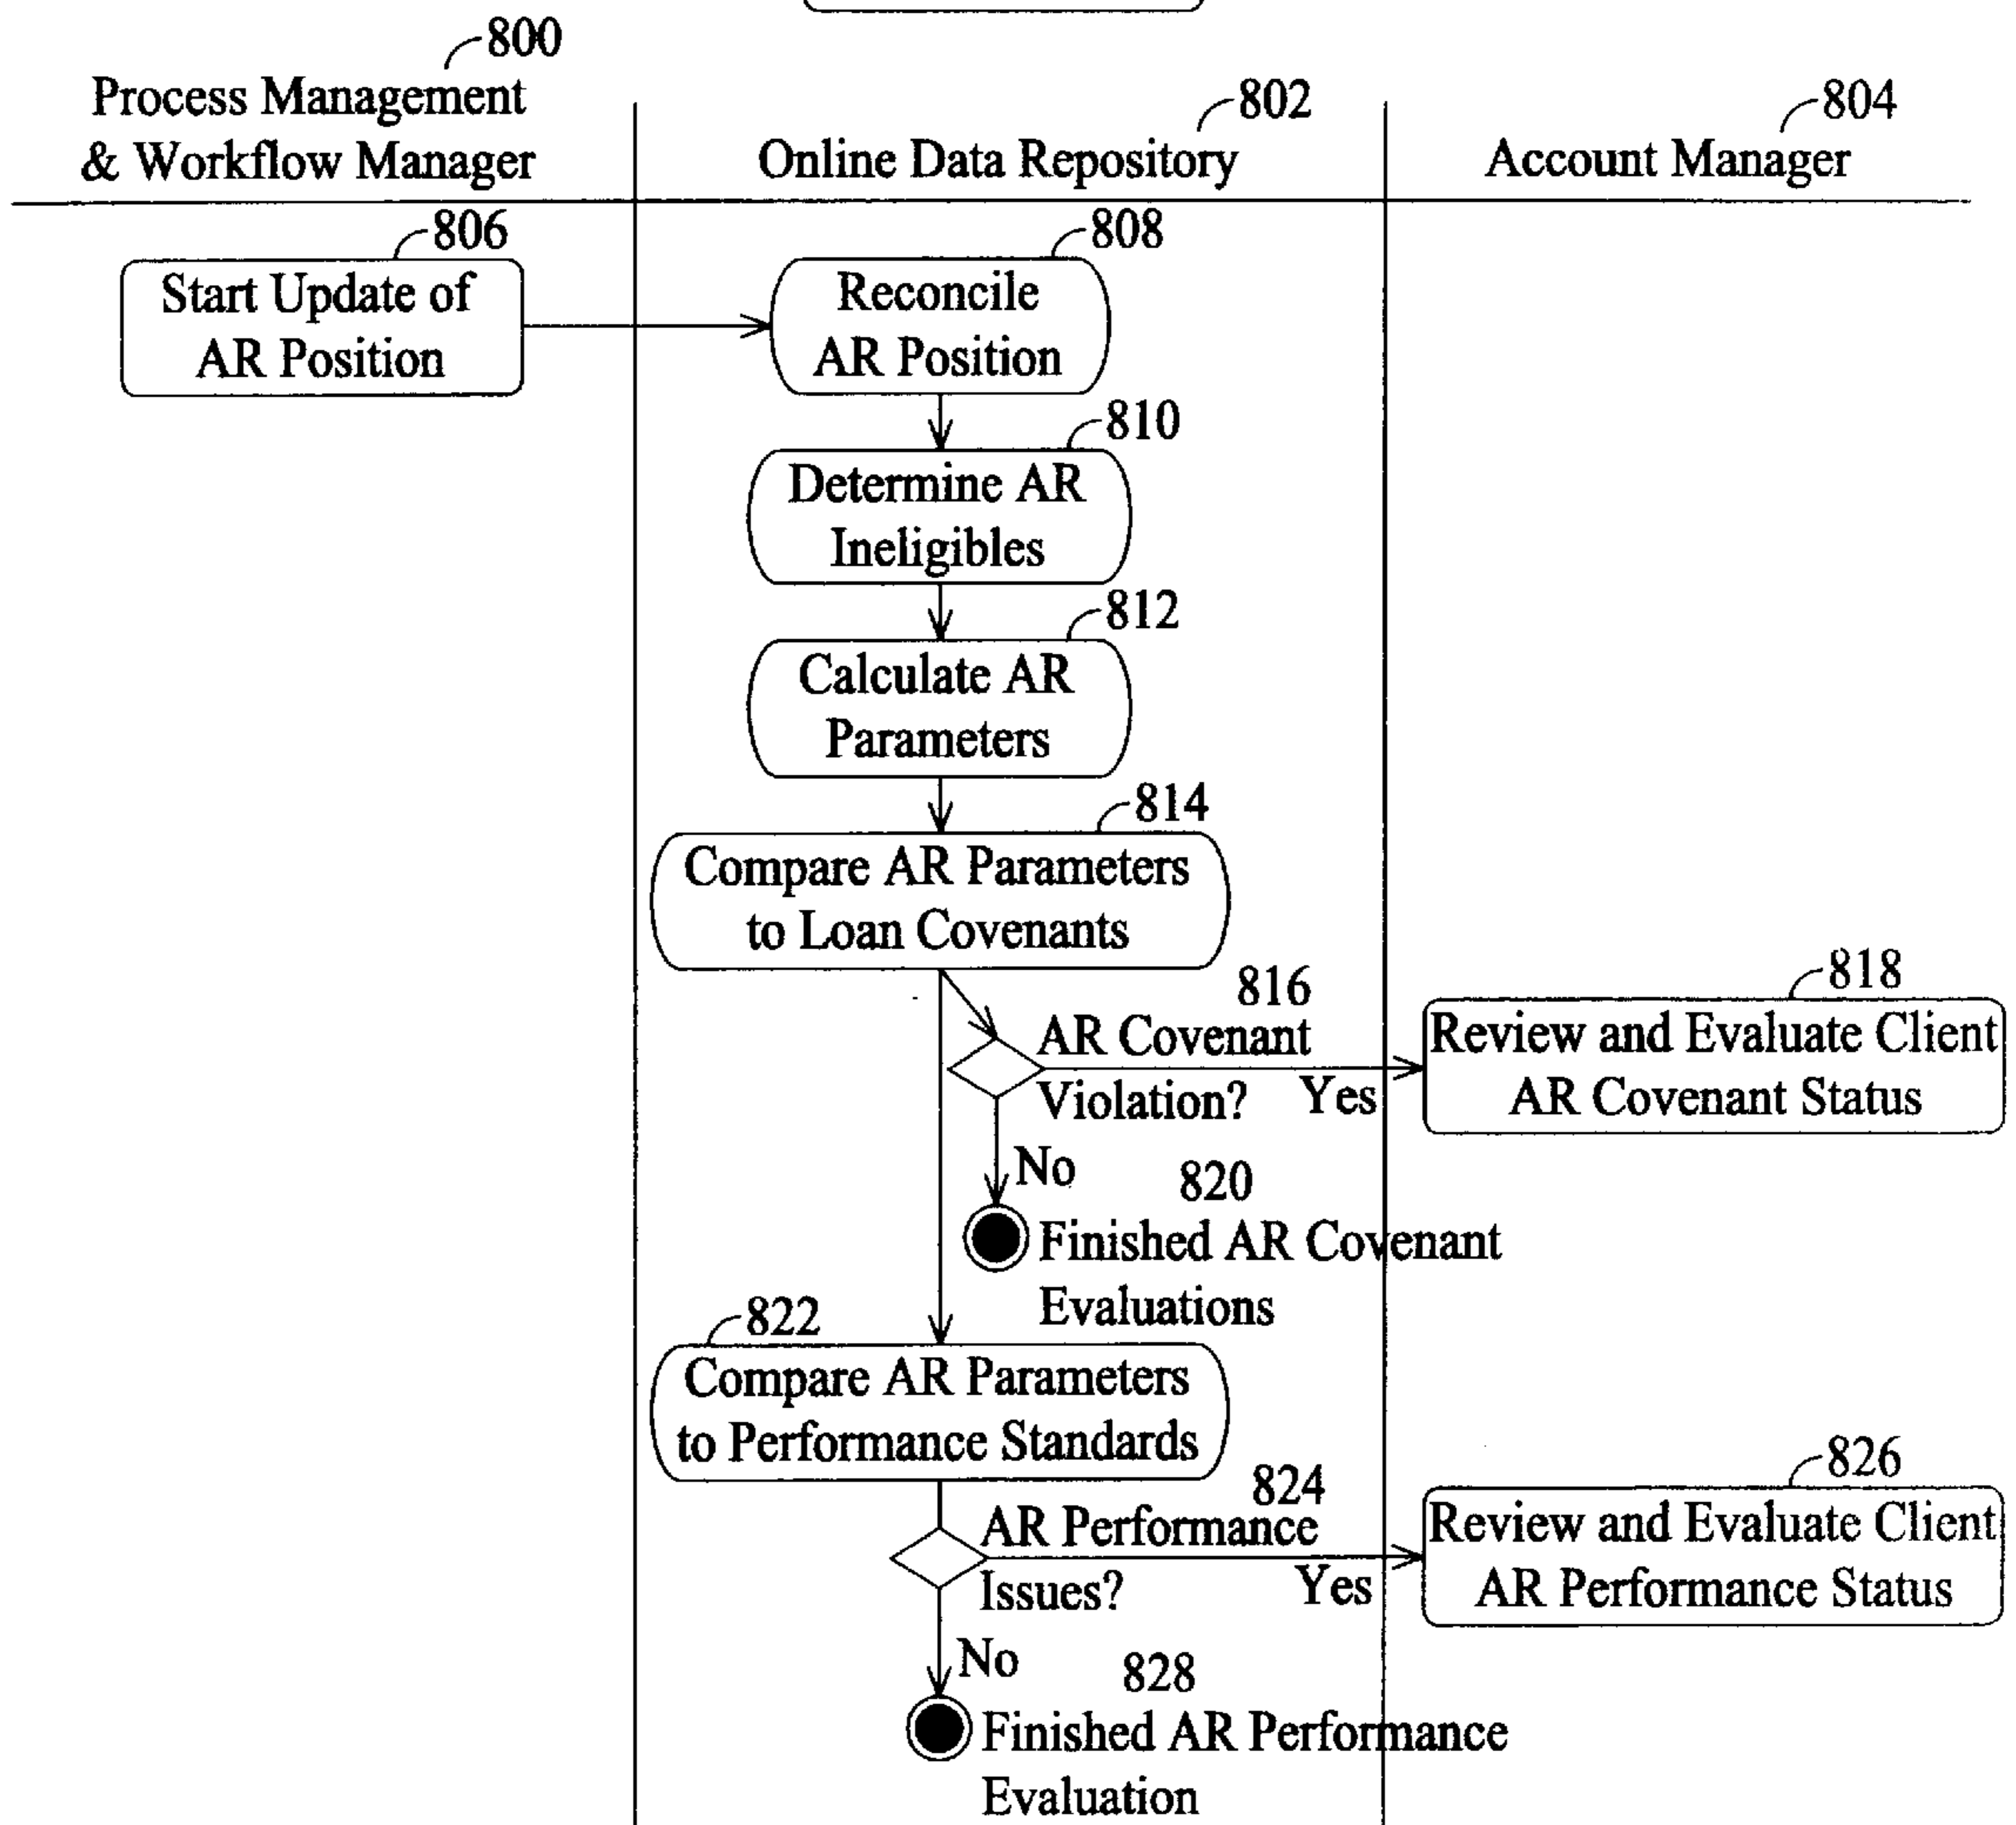 800
Process Management
& Workflow Manager
802
Online Data Repository
804
Account Manager
806
Start Update of
AR Position
808
Reconcile
AR Position
810
Determine AR
Ineligibles
812
Calculate AR
Parameters
814
Compare AR Parameters
to Loan Covenants
816
AR Covenant
Violation?
Yes
818
Review and Evaluate Client
AR Covenant Status
No
820
Finished AR Covenant
Evaluations
822
Compare AR Parameters
to Performance Standards
824
AR Performance
Issues?
Yes
826
Review and Evaluate Client
AR Performance Status
No
828
Finished AR Performance
Evaluation